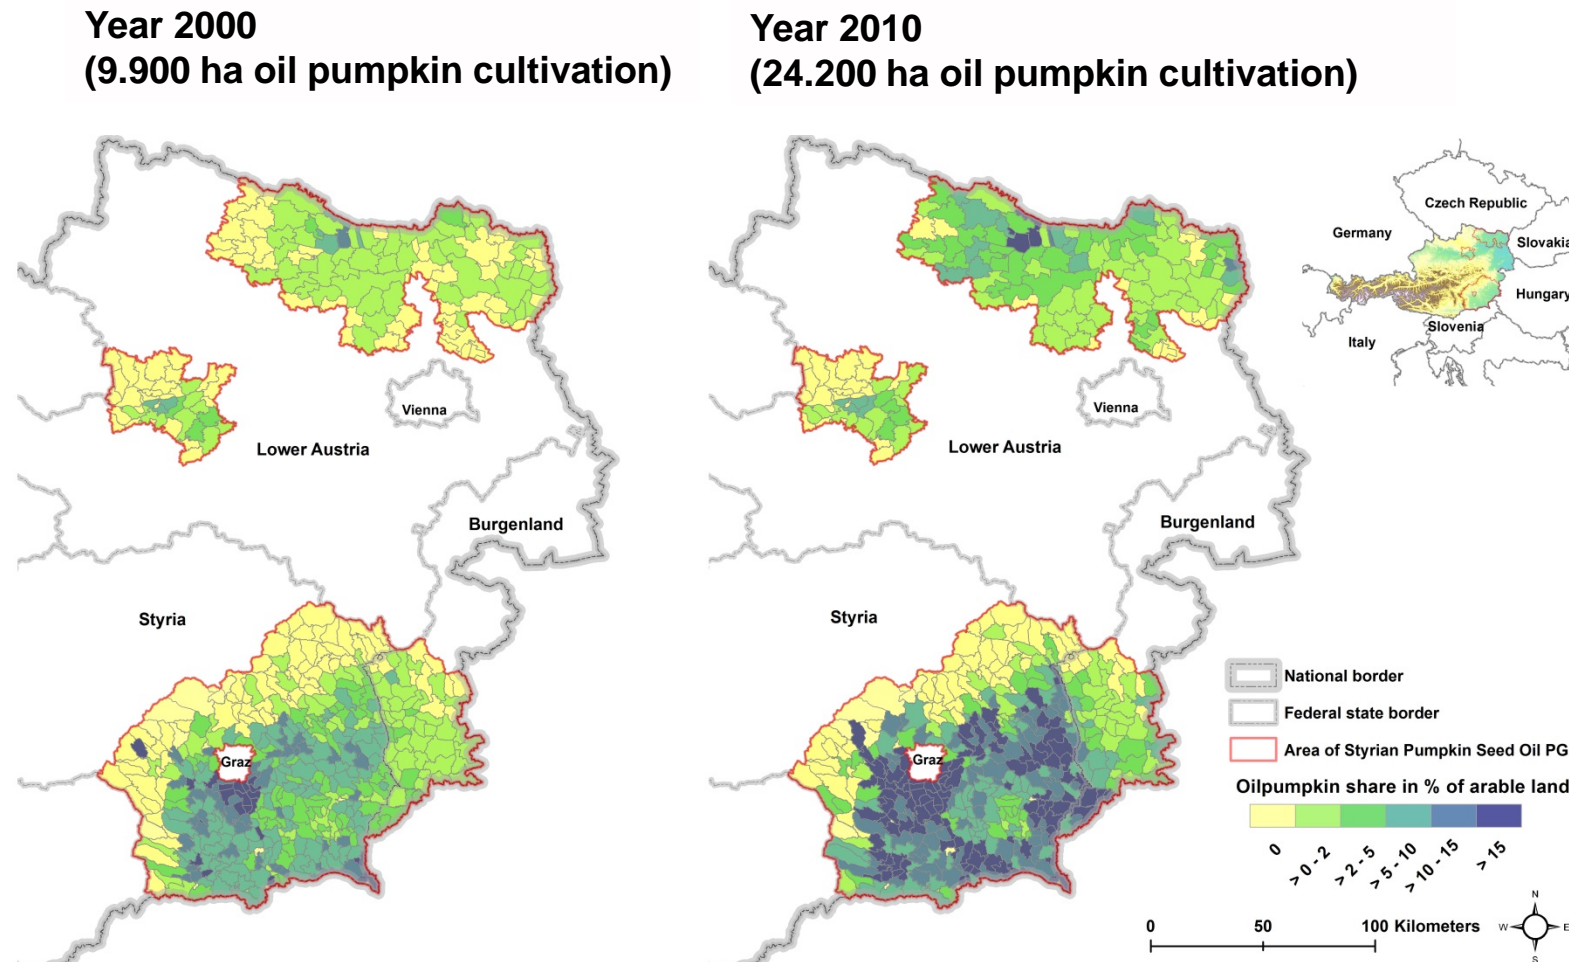 Year 2000
(9.900 ha oil pumpkin cultivation)
Year 2010
(24.200 ha oil pumpkin cultivation)
Vienna
Lower Austria
Burgenland
Styria
Graz
Vienna
Lower Austria
Burgenland
Styria
Graz
Czech Republic
Germany
Slovakia
Hungary
Slovenia
Italy
National border
Federal state border
Area of Styrian Pumpkin Seed Oil PG
Oilpumpkin share in % of arable land
0
> 0 - 2
> 2 - 5
> 5 - 10
> 10 - 15
> 15
0 50 100 Kilometers
N
W E
S